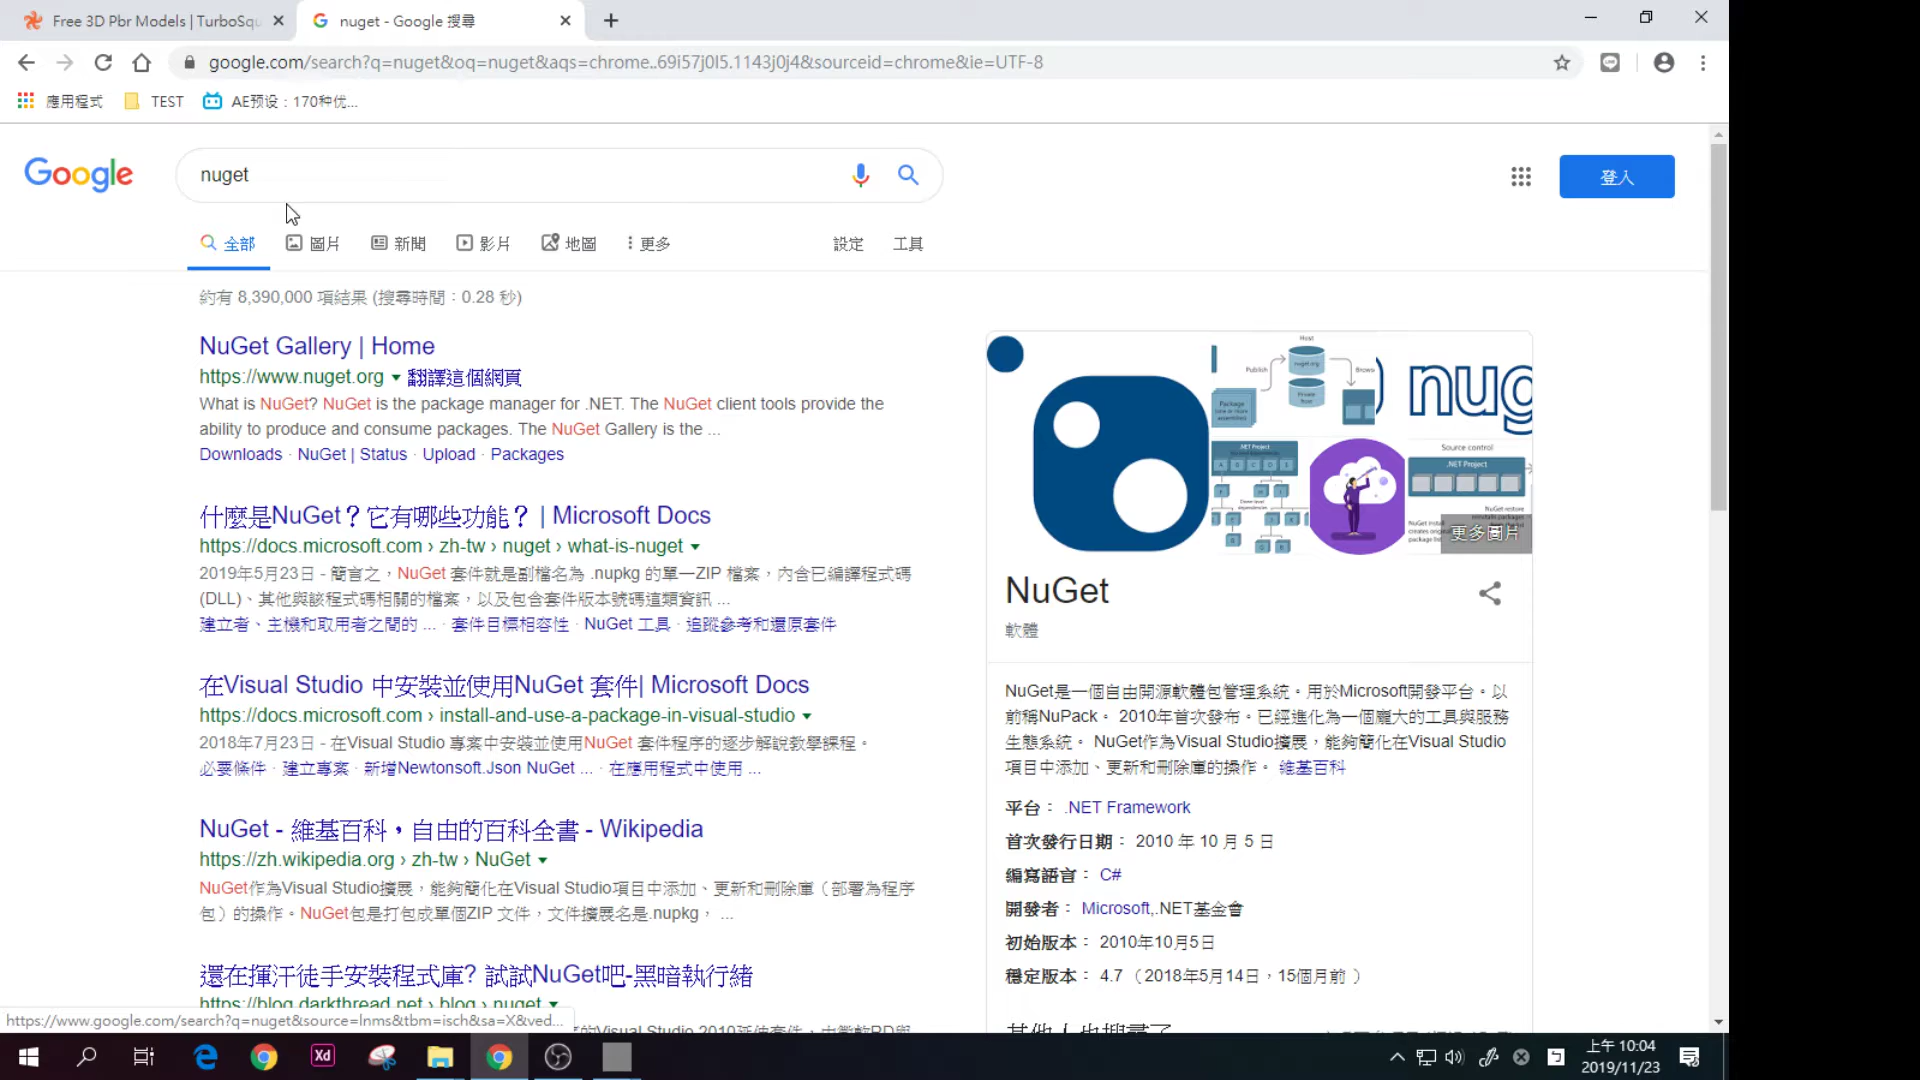 Free 3D Pbr Models | TurboSqu
nuget - Google 搜尋
google.com/search?q=nuget&oq=nuget&aqs=chrome..69i57j0l5.1143j0j4&sourceid=chrome&ie=UTF-8
應用程式
TEST
AE预设：170种优...
Google
nuget
登入
全部
圖片
新聞
影片
地圖
更多
設定
工具
約有 8,390,000 項結果 (搜尋時間：0.28 秒)
NuGet Gallery | Home
https://www.nuget.org 翻譯這個網頁
What is NuGet? NuGet is the package manager for .NET. The NuGet client tools provide the
ability to produce and consume packages. The NuGet Gallery is the ...
Downloads · NuGet | Status · Upload · Packages
什麼是NuGet？它有哪些功能？ | Microsoft Docs
https://docs.microsoft.com › zh-tw › nuget › what-is-nuget
2019年5月23日 - 簡言之，NuGet 套件就是副檔名為 .nupkg 的單一ZIP 檔案，內含已編譯程式碼
(DLL)、其他與該程式碼相關的檔案，以及包含套件版本號碼這類資訊 ...
建立者、主機和取用者之間的 ... · 套件目標相容性 · NuGet 工具 · 追蹤參考和還原套件
在Visual Studio 中安裝並使用NuGet 套件| Microsoft Docs
https://docs.microsoft.com › install-and-use-a-package-in-visual-studio
2018年7月23日 - 在Visual Studio 專案中安裝並使用NuGet 套件程序的逐步解說教學課程。
必要條件 · 建立專案 · 新增Newtonsoft.Json NuGet ... · 在應用程式中使用 ...
NuGet - 維基百科，自由的百科全書 - Wikipedia
https://zh.wikipedia.org › zh-tw › NuGet
NuGet作為Visual Studio擴展，能夠簡化在Visual Studio項目中添加、更新和刪除庫（部署為程序
包）的操作。NuGet包是打包成單個ZIP 文件，文件擴展名是.nupkg， ...
還在揮汗徒手安裝程式庫? 試試NuGet吧-黑暗執行緒
https://blog.darkthread.net › blog › nuget
Host
nuget.org
Publish
Brows
Private
host
Package
nug
.NET Project
A B C D E
Source control
.NET Project
NuGet restore
更多圖片
NuGet
軟體
NuGet是一個自由開源軟體包管理系統。用於Microsoft開發平台。以
前稱NuPack。 2010年首次發布。已經進化為一個龐大的工具與服務
生態系統。 NuGet作為Visual Studio擴展，能夠簡化在Visual Studio
項目中添加、更新和刪除庫的操作。 維基百科
平台： .NET Framework
首次發行日期： 2010 年 10 月 5 日
編寫語言： C#
開發者： Microsoft,.NET基金會
初始版本： 2010年10月5日
穩定版本： 4.7 （2018年5月14日，15個月前 ）
其他人也搜尋了
https://www.google.com/search?q=nuget&source=lnms&tbm=isch&sa=X&ved...
Xd
上午 10:04
2019/11/23